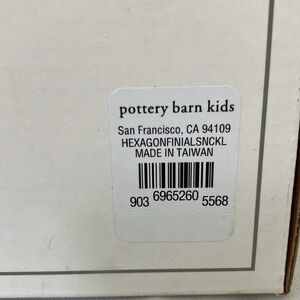 pottery barn kids
San Francisco, CA 94109
HEXAGONFINIALSNCKL
MADE IN TAIWAN
903 6965260 5568